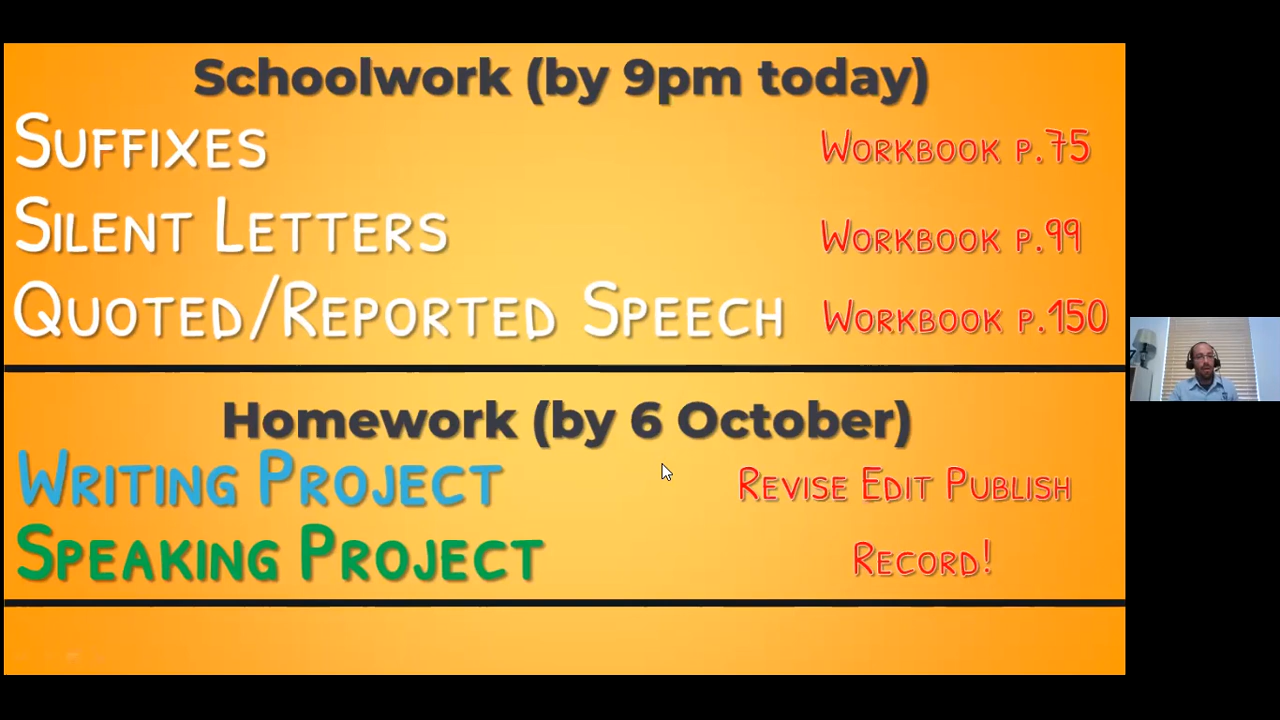 Schoolwork (by 9pm today)
Suffixes Workbook p.75
Silent Letters Workbook p.99
Quoted/Reported Speech Workbook p.150
Homework (by 6 October)
Writing Project Revise Edit Publish
Speaking Project Record!